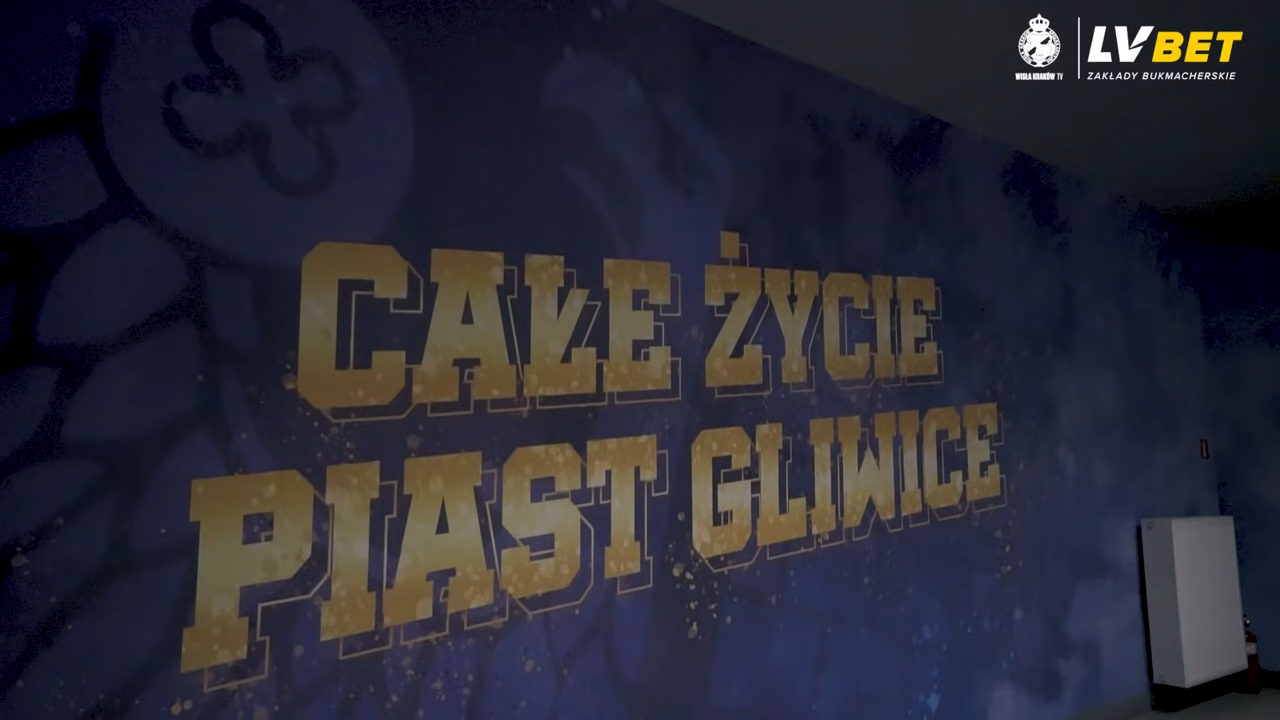 WISŁA KRAKÓW TV
LVBET
ZAKŁADY BUKMACHERSKIE
CAŁE ŻYCIE
PIAST GLIWICE